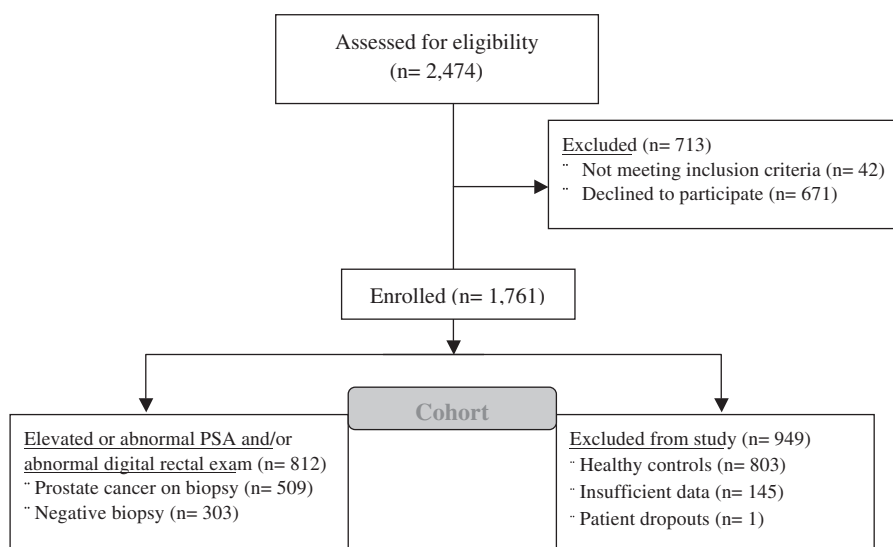 Assessed for eligibility
(n= 2,474)
Excluded (n= 713)
¨ Not meeting inclusion criteria (n= 42)
¨ Declined to participate (n= 671)
Enrolled (n= 1,761)
Cohort
Elevated or abnormal PSA and/or
abnormal digital rectal exam (n= 812)
¨ Prostate cancer on biopsy (n= 509)
¨ Negative biopsy (n= 303)
Excluded from study (n= 949)
¨ Healthy controls (n= 803)
¨ Insufficient data (n= 145)
¨ Patient dropouts (n= 1)